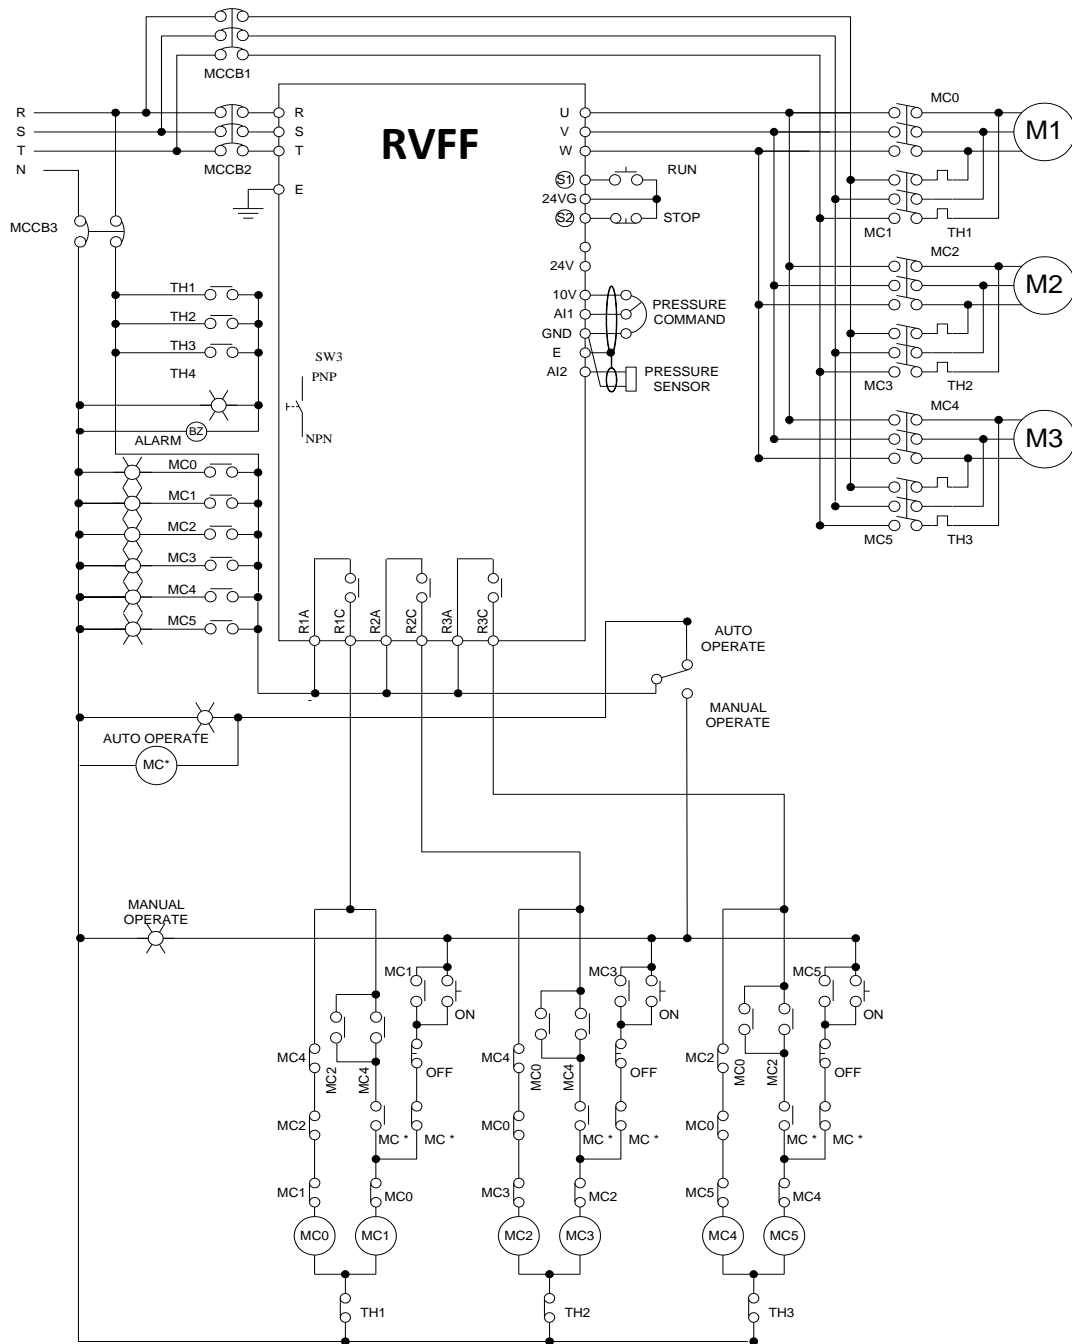 MCCB1
R
S
T
N
MCCB2
R
S
T
E
RVFF
U
V
W
S1
24VG
S2
RUN
STOP
24V
10V
AI1
GND
E
AI2
PRESSURE
COMMAND
PRESSURE
SENSOR
MC0
M1
MC1
TH1
MC2
M2
MC3
TH2
MC4
M3
MC5
TH3
MCCB3
TH1
TH2
TH3
TH4
SW3
PNP
NPN
ALARM
BZ
MC0
MC1
MC2
MC3
MC4
MC5
R1A
R1C
R2A
R2C
R3A
R3C
AUTO
OPERATE
MANUAL
OPERATE
AUTO OPERATE
MC*
MANUAL
OPERATE
MC1
ON
MC4
MC2
MC4
OFF
MC2
MC *
MC *
MC1
MC0
MC0
MC1
TH1
MC3
ON
MC4
MC0
MC4
OFF
MC0
MC *
MC *
MC3
MC2
MC2
MC3
TH2
MC5
ON
MC2
MC0
MC2
OFF
MC0
MC *
MC *
MC5
MC4
MC4
MC5
TH3